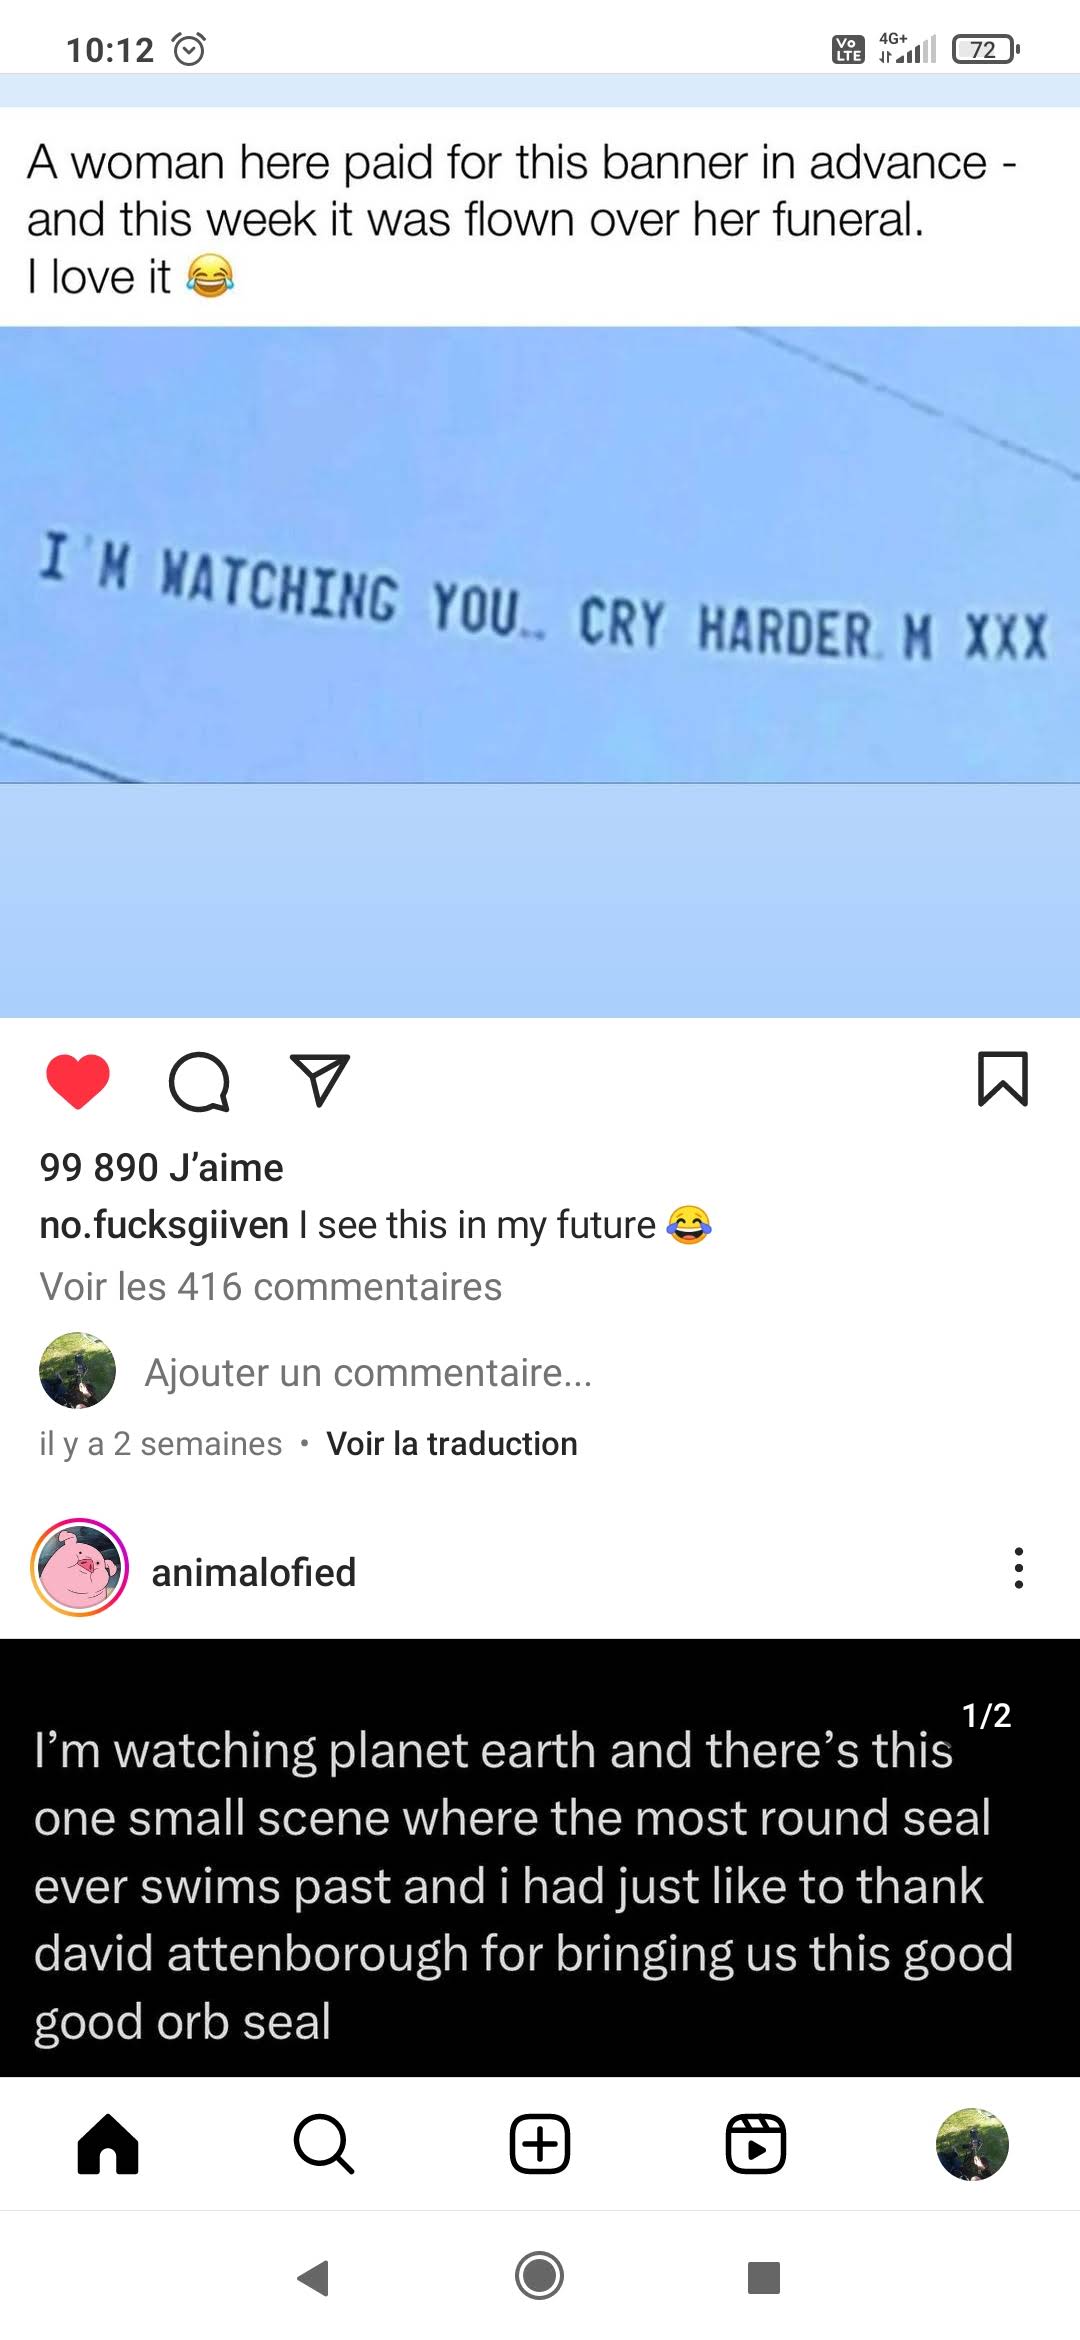 10:12
Vo LTE 4G+ 72
A woman here paid for this banner in advance -
and this week it was flown over her funeral.
I love it 😂
I'M WATCHING YOU.. CRY HARDER. M XXX
99 890 J’aime
no.fucksgiiven I see this in my future 😂
Voir les 416 commentaires
Ajouter un commentaire...
il y a 2 semaines • Voir la traduction
animalofied
1/2
I’m watching planet earth and there’s this
one small scene where the most round seal
ever swims past and i had just like to thank
david attenborough for bringing us this good
good orb seal